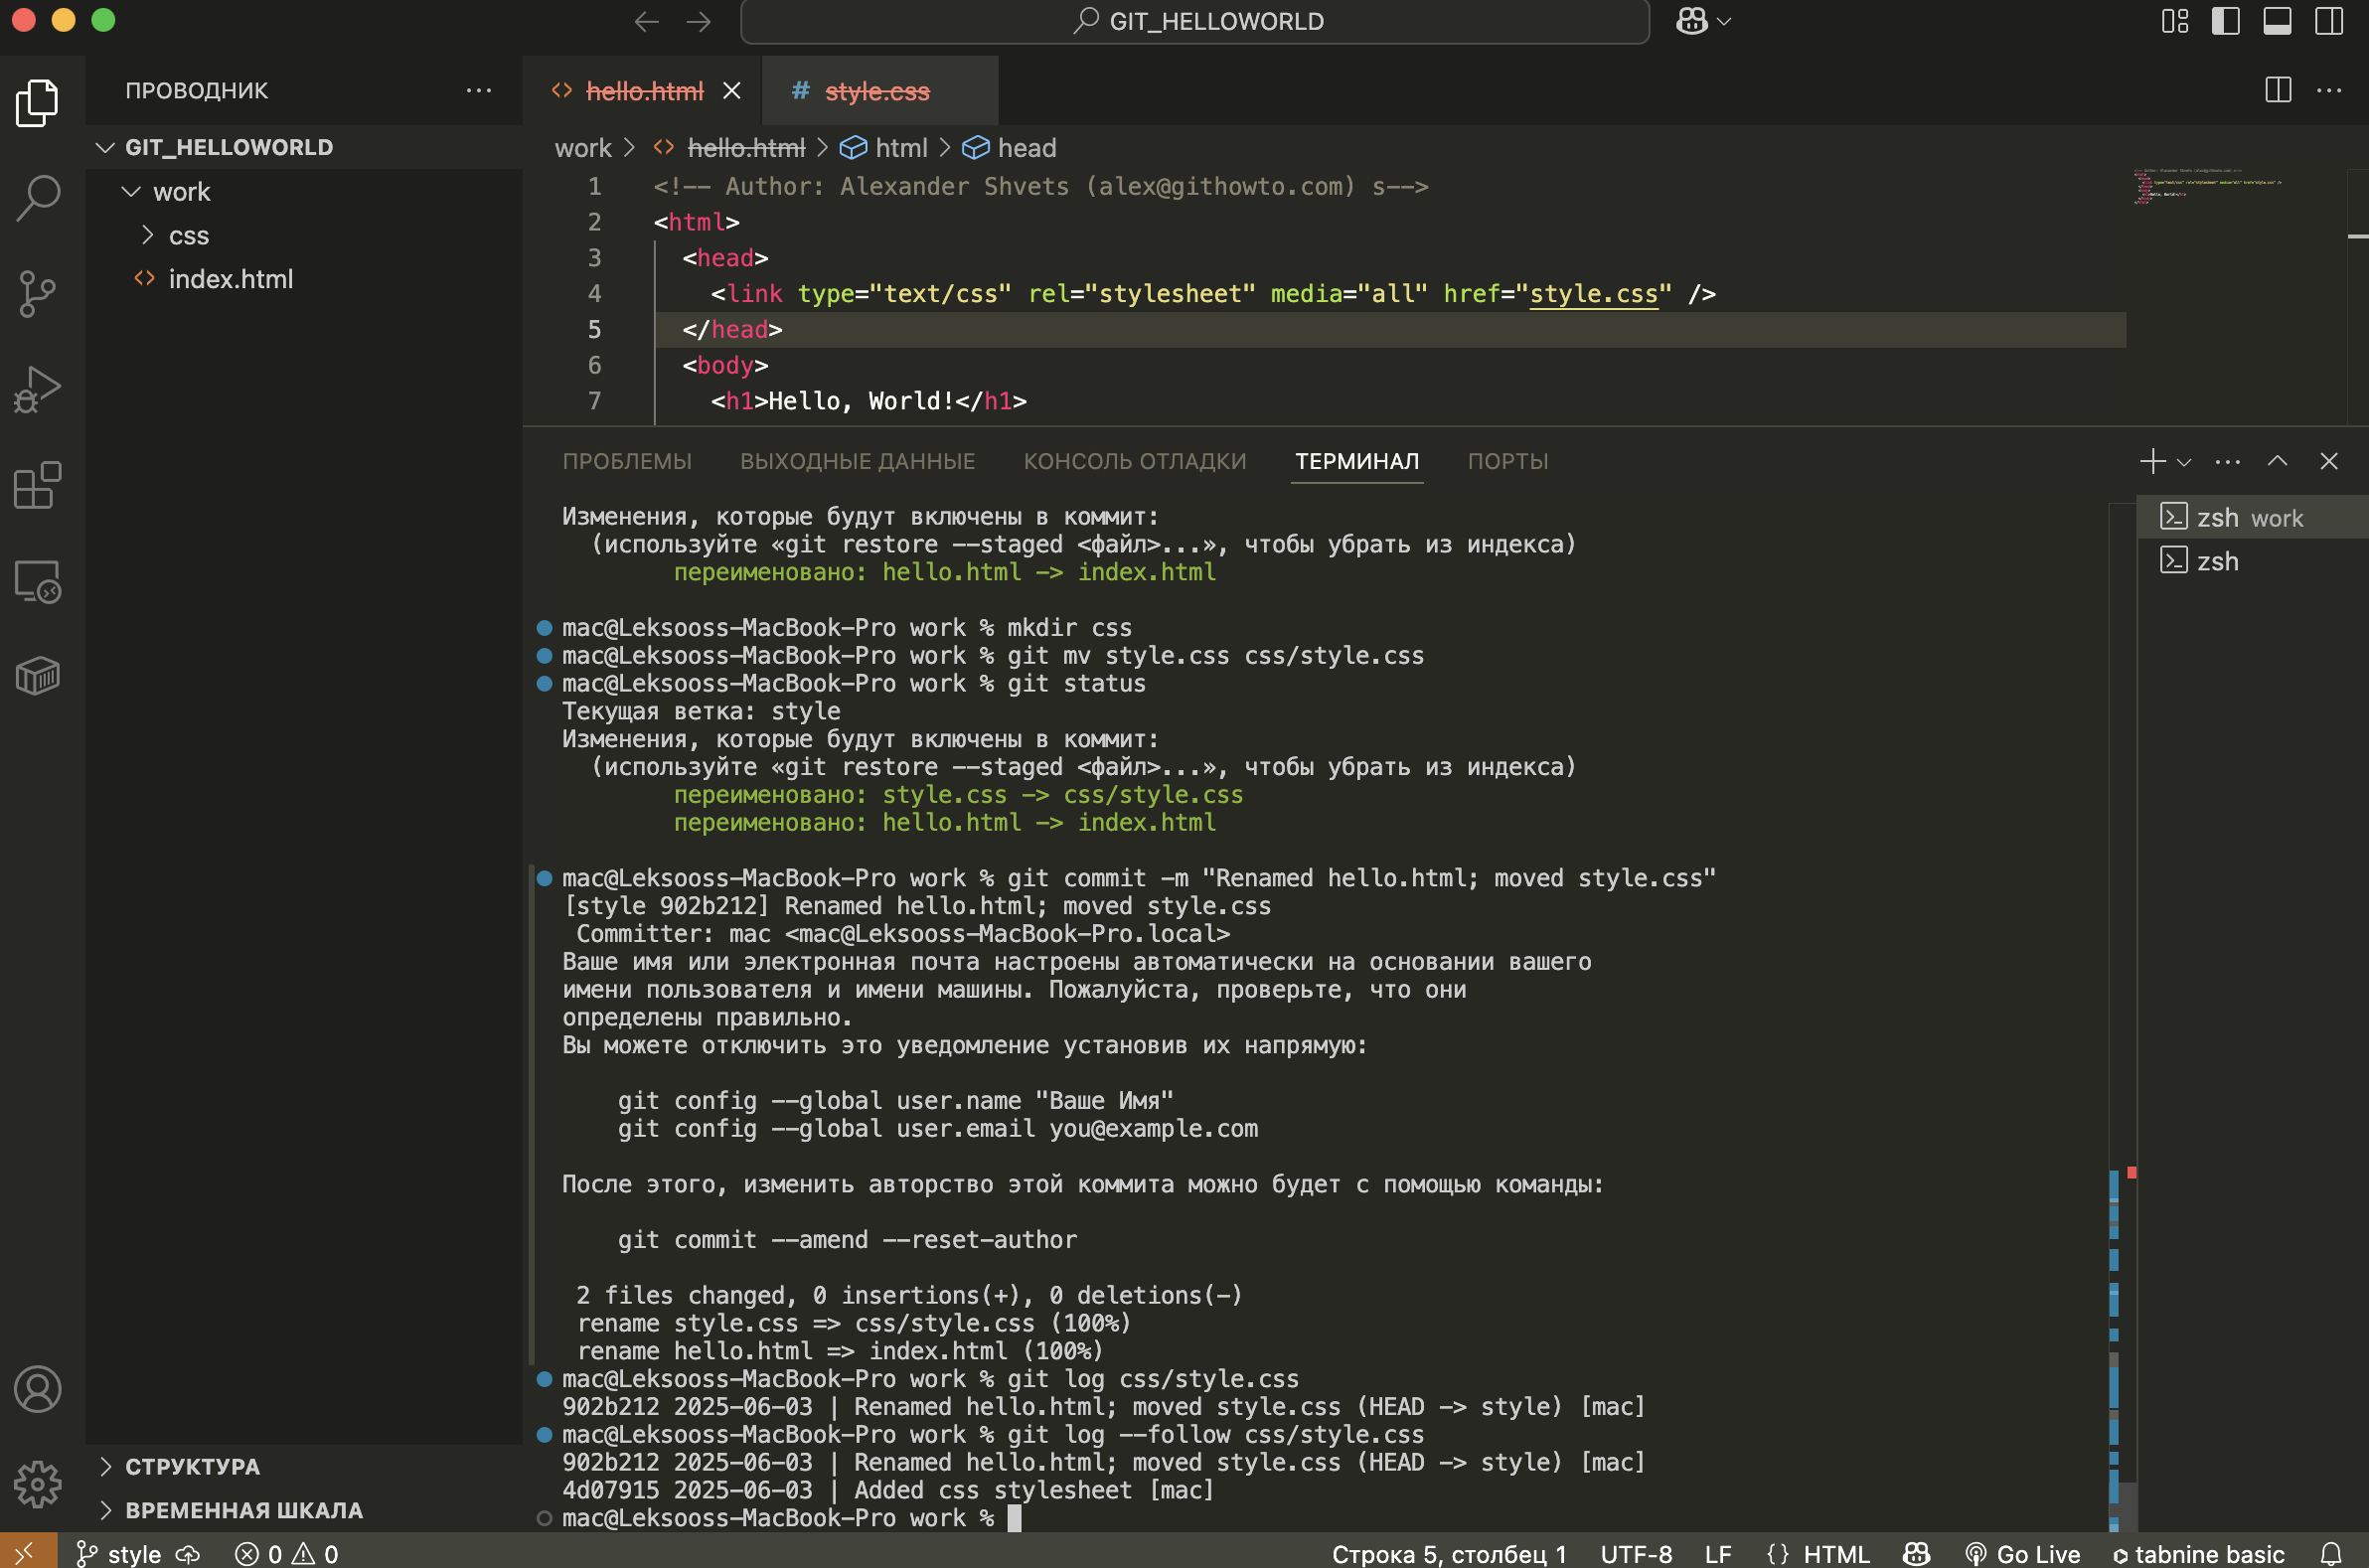 GIT_HELLOWORLD
ПРОВОДНИК
GIT_HELLOWORLD
work
css
index.html
СТРУКТУРА
ВРЕМЕННАЯ ШКАЛА
hello.html
style.css
work > hello.html > html > head
1 <!-- Author: Alexander Shvets (alex@githowto.com) s-->
2 <html>
3 <head>
4 <link type="text/css" rel="stylesheet" media="all" href="style.css" />
5 </head>
6 <body>
7 <h1>Hello, World!</h1>
ПРОБЛЕМЫ ВЫХОДНЫЕ ДАННЫЕ КОНСОЛЬ ОТЛАДКИ ТЕРМИНАЛ ПОРТЫ
zsh work
zsh
Изменения, которые будут включены в коммит:
(используйте «git restore --staged <файл>...», чтобы убрать из индекса)
переименовано: hello.html -> index.html
mac@Leksooss-MacBook-Pro work % mkdir css
mac@Leksooss-MacBook-Pro work % git mv style.css css/style.css
mac@Leksooss-MacBook-Pro work % git status
Текущая ветка: style
Изменения, которые будут включены в коммит:
(используйте «git restore --staged <файл>...», чтобы убрать из индекса)
переименовано: style.css -> css/style.css
переименовано: hello.html -> index.html
mac@Leksooss-MacBook-Pro work % git commit -m "Renamed hello.html; moved style.css"
[style 902b212] Renamed hello.html; moved style.css
Committer: mac <mac@Leksooss-MacBook-Pro.local>
Ваше имя или электронная почта настроены автоматически на основании вашего
имени пользователя и имени машины. Пожалуйста, проверьте, что они
определены правильно.
Вы можете отключить это уведомление установив их напрямую:
git config --global user.name "Ваше Имя"
git config --global user.email you@example.com
После этого, изменить авторство этой коммита можно будет с помощью команды:
git commit --amend --reset-author
2 files changed, 0 insertions(+), 0 deletions(-)
rename style.css => css/style.css (100%)
rename hello.html => index.html (100%)
mac@Leksooss-MacBook-Pro work % git log css/style.css
902b212 2025-06-03 | Renamed hello.html; moved style.css (HEAD -> style) [mac]
mac@Leksooss-MacBook-Pro work % git log --follow css/style.css
902b212 2025-06-03 | Renamed hello.html; moved style.css (HEAD -> style) [mac]
4d07915 2025-06-03 | Added css stylesheet [mac]
mac@Leksooss-MacBook-Pro work %
style 0 0 Строка 5, столбец 1 UTF-8 LF {} HTML Go Live tabnine basic